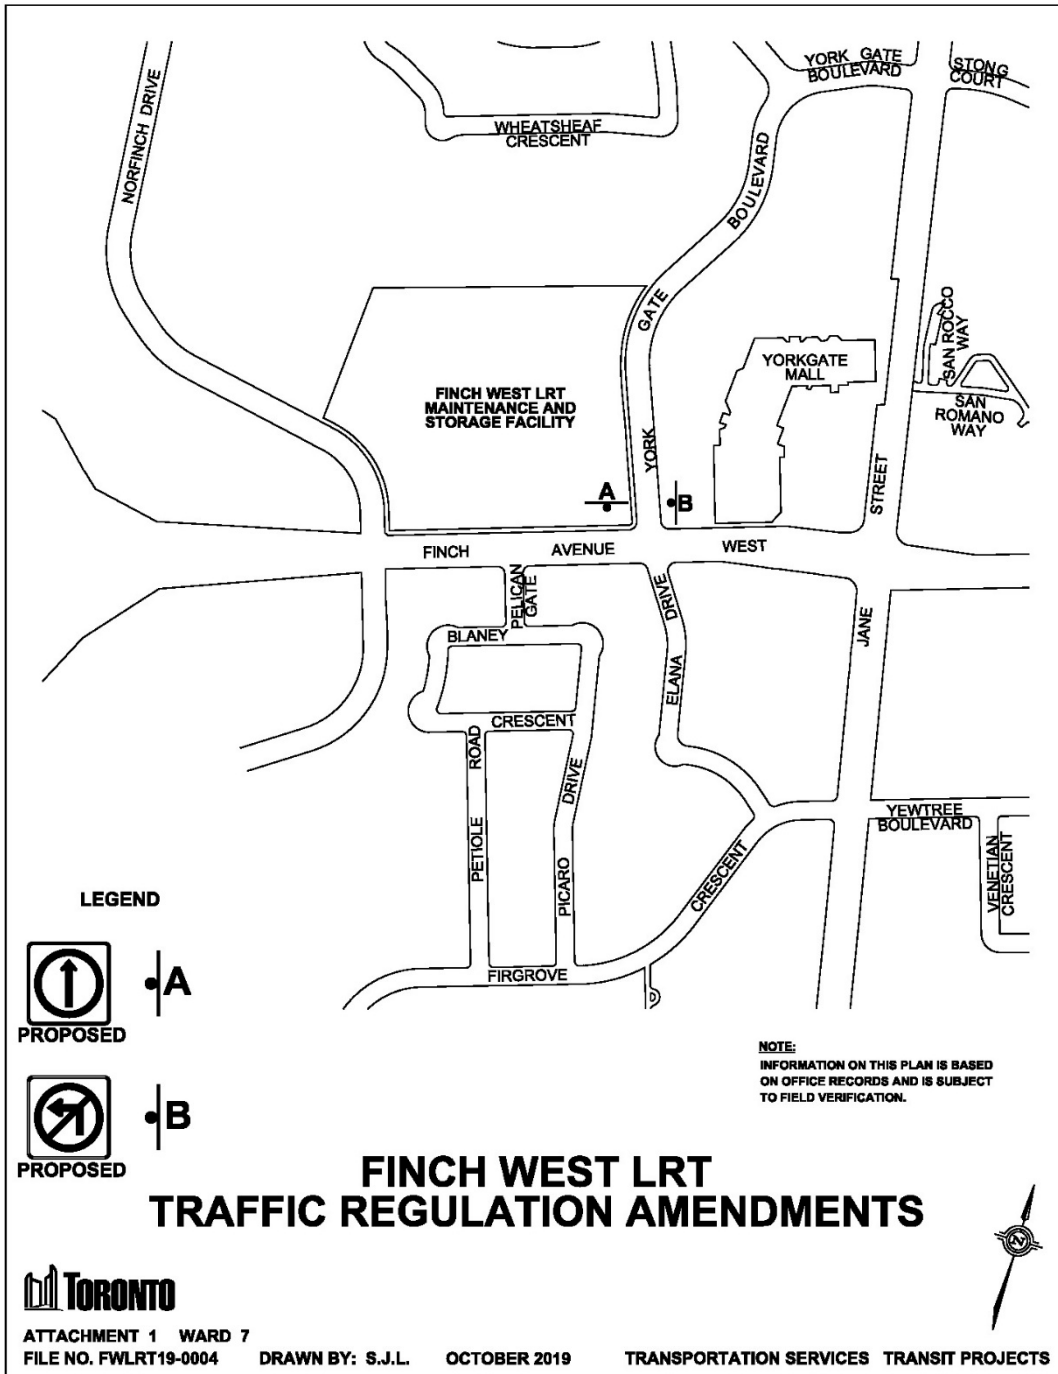 YORK GATE
BOULEVARD
STONG
COURT
NORFINCH DRIVE
WHEATSHEAF
CRESCENT
BOULEVARD
GATE
YORK
SAN ROCCO
WAY
YORKGATE
MALL
SAN
ROMANO
WAY
FINCH WEST LRT
MAINTENANCE AND
STORAGE FACILITY
A
B
STREET
FINCH AVENUE WEST
PELICAN
GATE
DRIVE
BLANEY
JANE
ELANA
CRESCENT
ROAD
DRIVE
YEWTREE
BOULEVARD
PETIOLE
PICARO
CRESCENT
VENETIAN
CRESCENT
FIRGROVE
LEGEND
A
PROPOSED
B
PROPOSED
NOTE:
INFORMATION ON THIS PLAN IS BASED
ON OFFICE RECORDS AND IS SUBJECT
TO FIELD VERIFICATION.
FINCH WEST LRT
TRAFFIC REGULATION AMENDMENTS
N
TORONTO
ATTACHMENT 1 WARD 7
FILE NO. FWLRT19-0004 DRAWN BY: S.J.L. OCTOBER 2019 TRANSPORTATION SERVICES TRANSIT PROJECTS